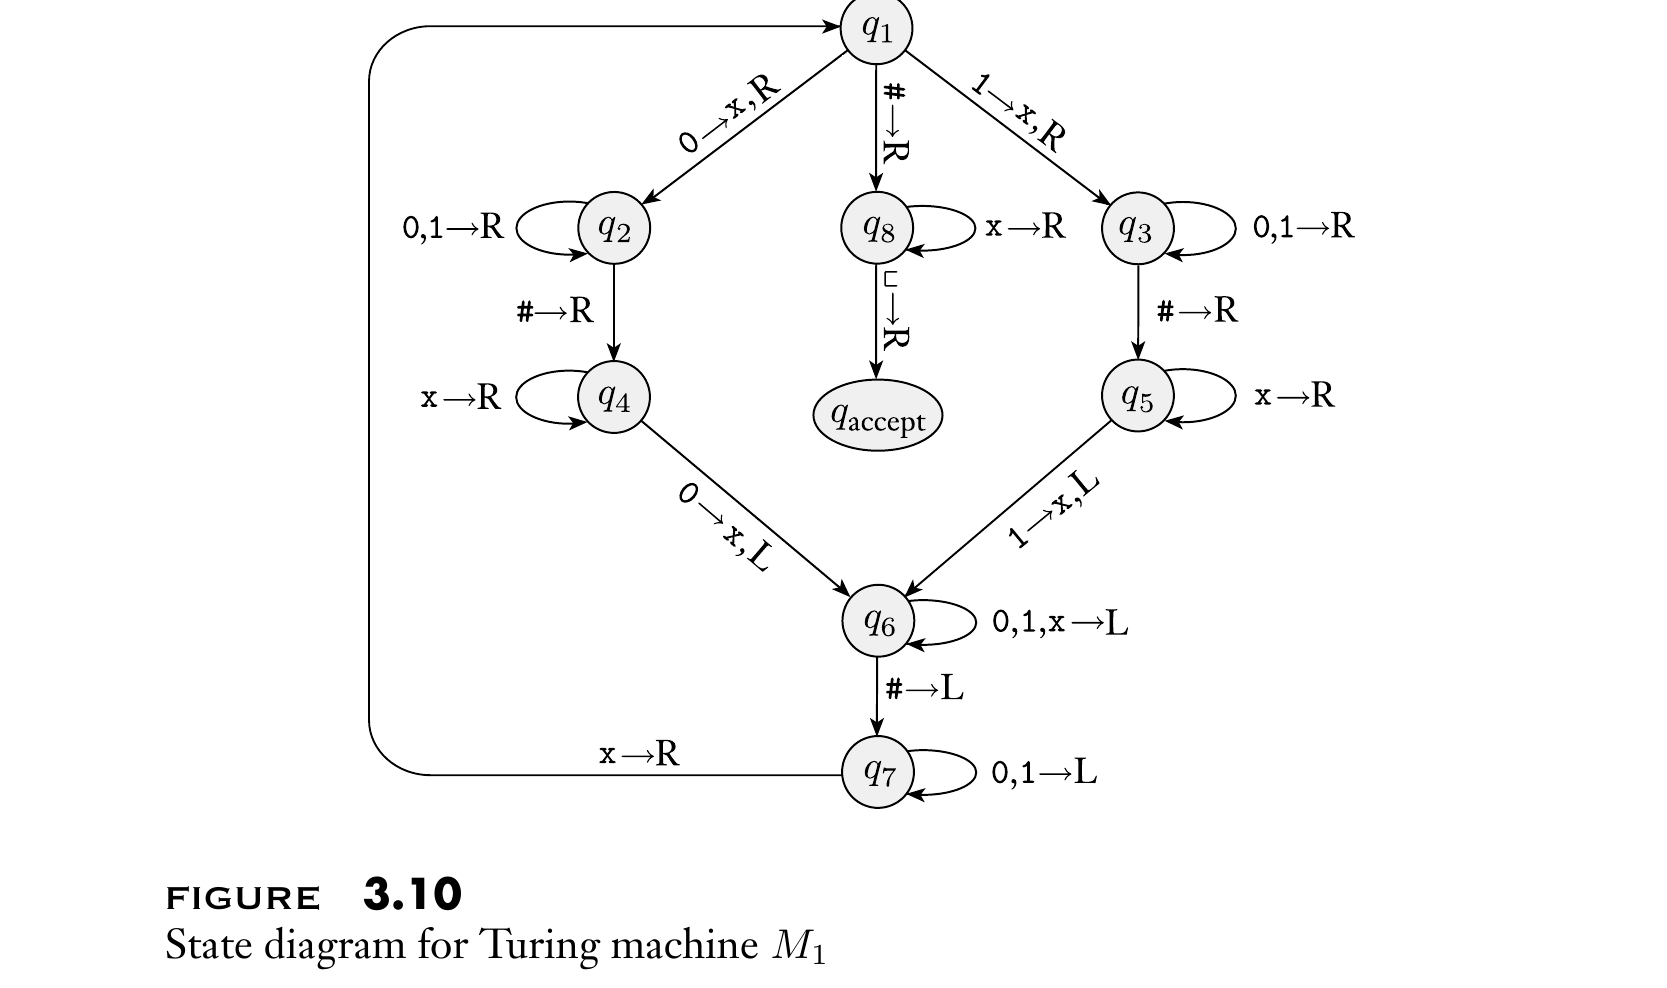 q1
0→x,R
#→R
1→x,R
0,1→R
q2
q8
x→R
q3
0,1→R
#→R
␣→R
#→R
x→R
q4
qaccept
q5
x→R
0→x,L
1→x,L
q6
0,1,x→L
#→L
x→R
q7
0,1→L
FIGURE 3.10
State diagram for Turing machine M1